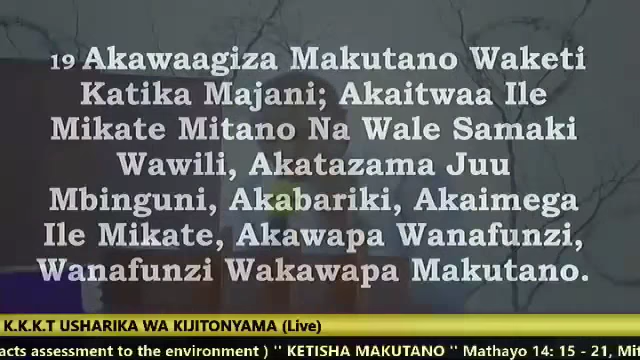 19 Akawaagiza Makutano Waketi
Katika Majani; Akaitwaa Ile
Mikate Mitano Na Wale Samaki
Wawili, Akatazama Juu
Mbinguni, Akabariki, Akaimega
Ile Mikate, Akawapa Wanafunzi,
Wanafunzi Wakawapa Makutano.
K.K.K.T USHARIKA WA KIJITONYAMA (Live)
acts assessment to the environment ) '' KETISHA MAKUTANO '' Mathayo 14: 15 - 21, Mit